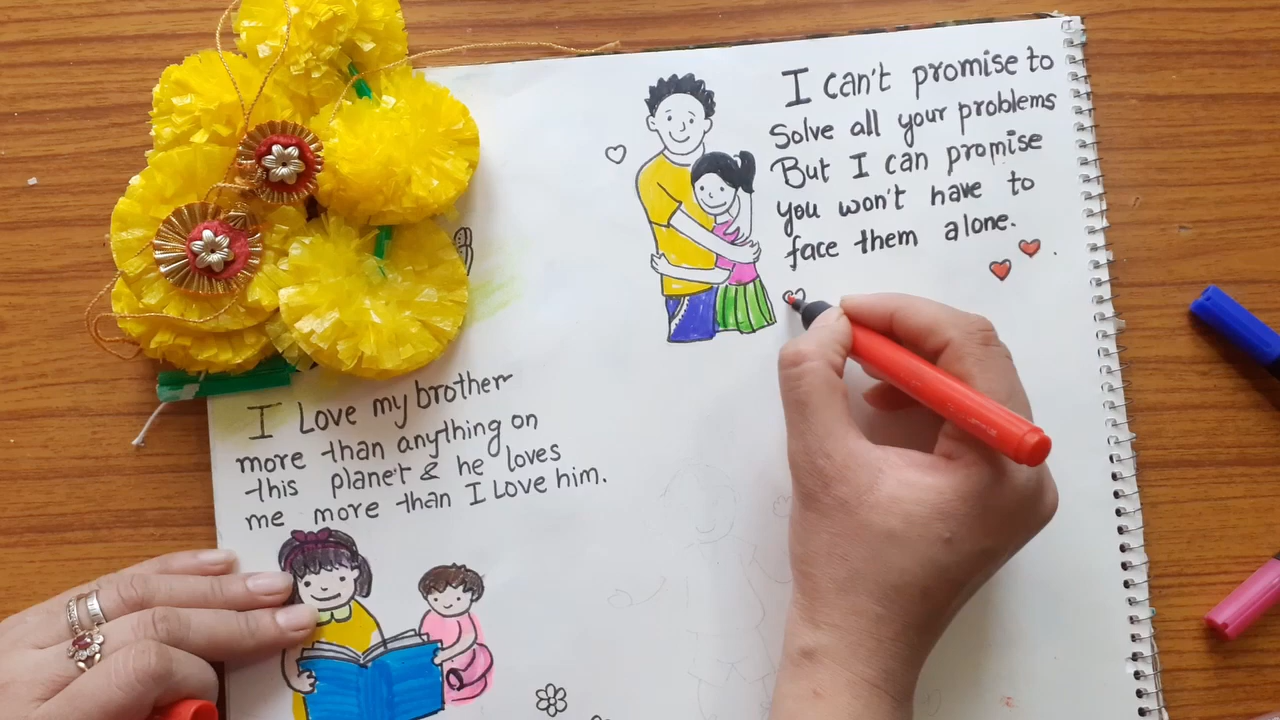 I can't promise to
Solve all your problems
But I can promise
you won't have to
face them alone.
I Love my brother
more than anything on
this planet & he loves
me more than I Love him.